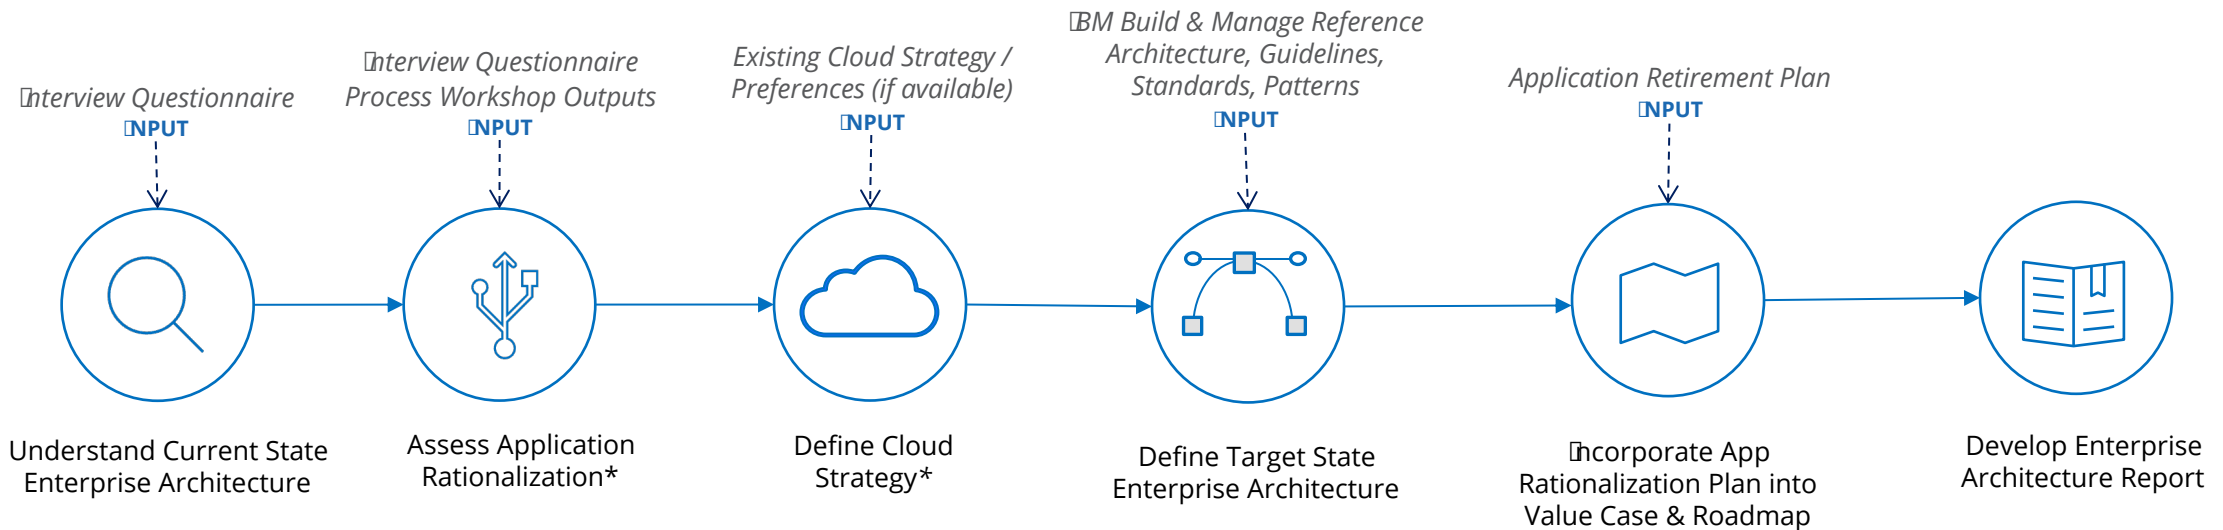 Interview Questionnaire
INPUT
Interview Questionnaire
Process Workshop Outputs
INPUT
Existing Cloud Strategy /
Preferences (if available)
INPUT
IBM Build & Manage Reference
Architecture, Guidelines,
Standards, Patterns
INPUT
Application Retirement Plan
INPUT
Understand Current State
Enterprise Architecture
Assess Application
Rationalization*
Define Cloud
Strategy*
Define Target State
Enterprise Architecture
Incorporate App
Rationalization Plan into
Value Case & Roadmap
Develop Enterprise
Architecture Report